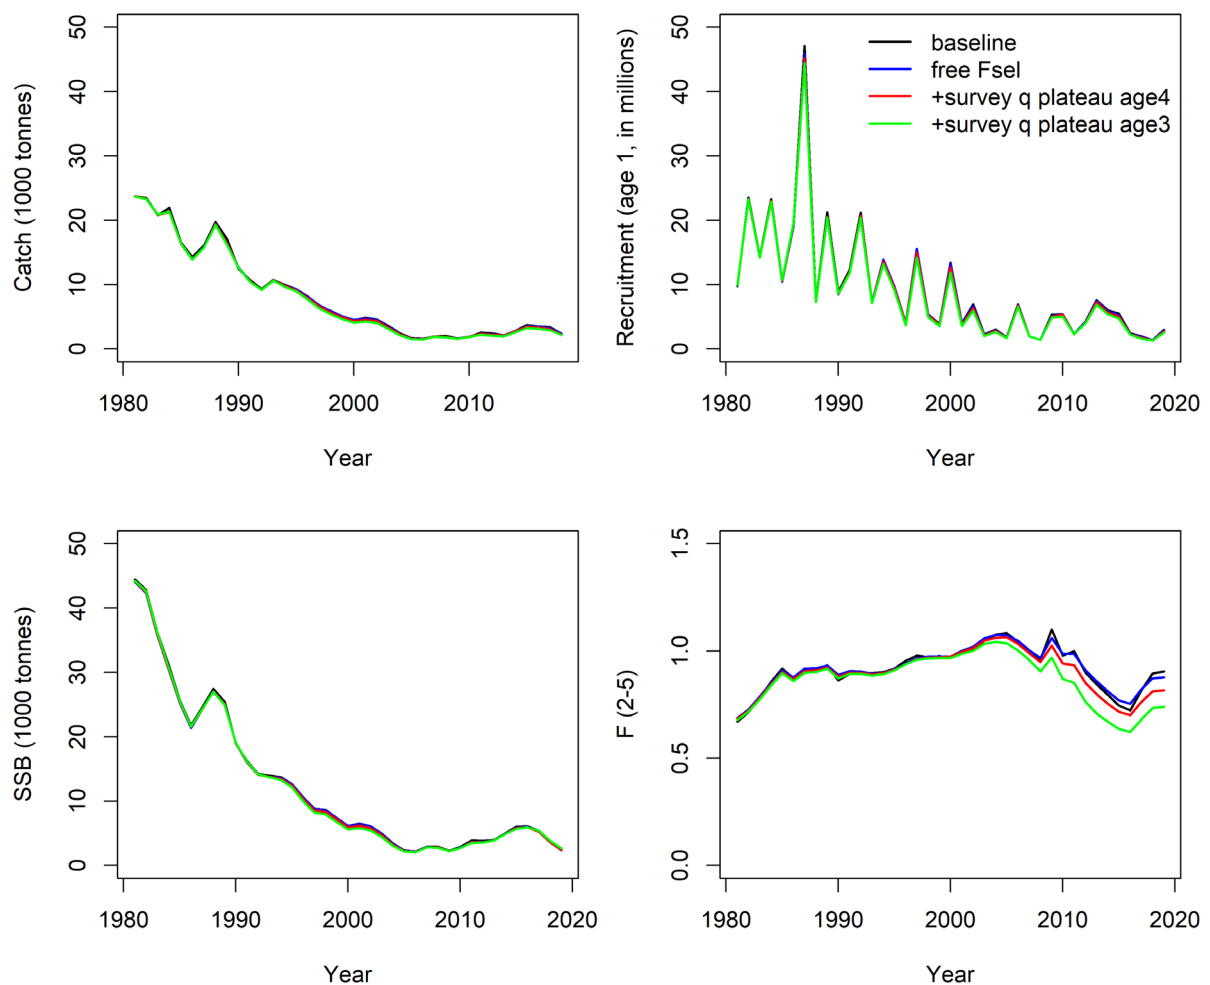 Catch (1000 tonnes)
50
40
30
20
10
0
1980 1990 2000 2010
Year
Recruitment (age 1, in millions)
50
40
30
20
10
0
baseline
free Fsel
+survey q plateau age4
+survey q plateau age3
1980 1990 2000 2010 2020
Year
SSB (1000 tonnes)
50
40
30
20
10
0
1980 1990 2000 2010 2020
Year
F (2-5)
1.5
1.0
0.5
0.0
1980 1990 2000 2010 2020
Year